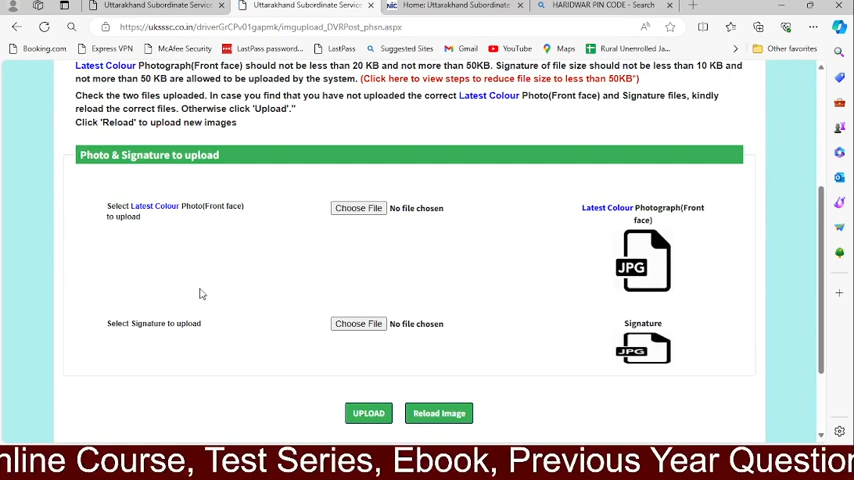 Uttarakhand Subordinate Service
Uttarakhand Subordinate Service
NIC
Home: Uttarakhand Subordinate
HARIDWAR PIN CODE - Search
https://uksssc.co.in/driverGrCPv01gapmk/imgupload_DVRPost_phsn.aspx
Booking.com
Express VPN
McAfee Security
LastPass password...
LastPass
Suggested Sites
Gmail
YouTube
Maps
Rural Unenrolled Ja...
Other favorites
Latest Colour Photograph(Front face) should not be less than 20 KB and not more than 50KB. Signature of file size should not be less than 10 KB and
not more than 50 KB are allowed to be uploaded by the system. (Click here to view steps to reduce file size to less than 50KB*)
Check the two files uploaded. In case you find that you have not uploaded the correct Latest Colour Photo(Front face) and Signature files, kindly
reload the correct files. Otherwise click 'Upload'."
Click 'Reload' to upload new images
Photo & Signature to upload
Select Latest Colour Photo(Front face)
to upload
Choose File No file chosen
Latest Colour Photograph(Front
face)
JPG
Select Signature to upload
Choose File No file chosen
Signature
JPG
UPLOAD
Reload Image
nline Course, Test Series, Ebook, Previous Year Question